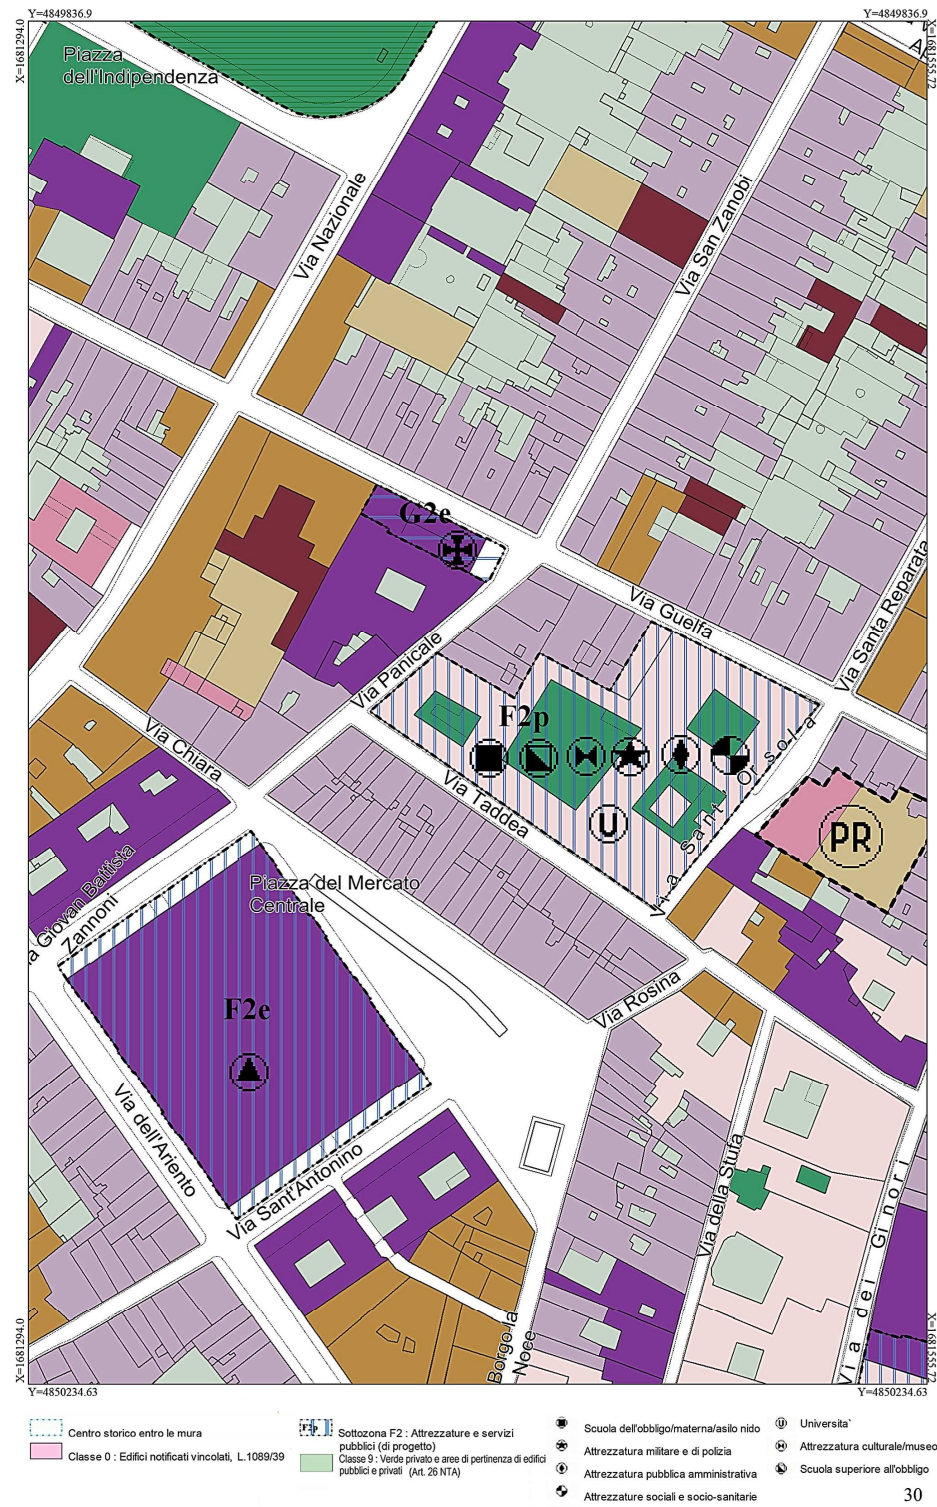 Y=4849836.9
Y=4849836.9
X=1681294.0
X=1681555.72
Piazza
dell'Indipendenza
Via Nazionale
Via San Zanobi
G2e
Via Guelfa
Via Santa Reparata
Via Panicale
F2p
Via Chiara
Via Taddea
U
Via Sant' Orsola
PR
Piazza del Mercato
Centrale
Giovan Battista
Zannoni
F2e
Via Rosina
Via dell'Ariento
Via Sant'Antonino
Via della Stufa
Via dei Ginori
Borgo la
Noce
X=1681294.0
X=1681555.72
Y=4850234.63
Y=4850234.63
Centro storico entro le mura
Classe 0 : Edifici notificati vincolati, L.1089/39
F2p
Sottozona F2 : Attrezzature e servizi
pubblici (di progetto)
Classe 9 : Verde privato e aree di pertinenza di edifici
pubblici e privati (Art. 26 NTA)
Scuola dell'obbligo/materna/asilo nido
Attrezzatura militare e di polizia
Attrezzatura pubblica amministrativa
Attrezzature sociali e socio-sanitarie
U
Universita`
Attrezzatura culturale/museo
Scuola superiore all'obbligo
30